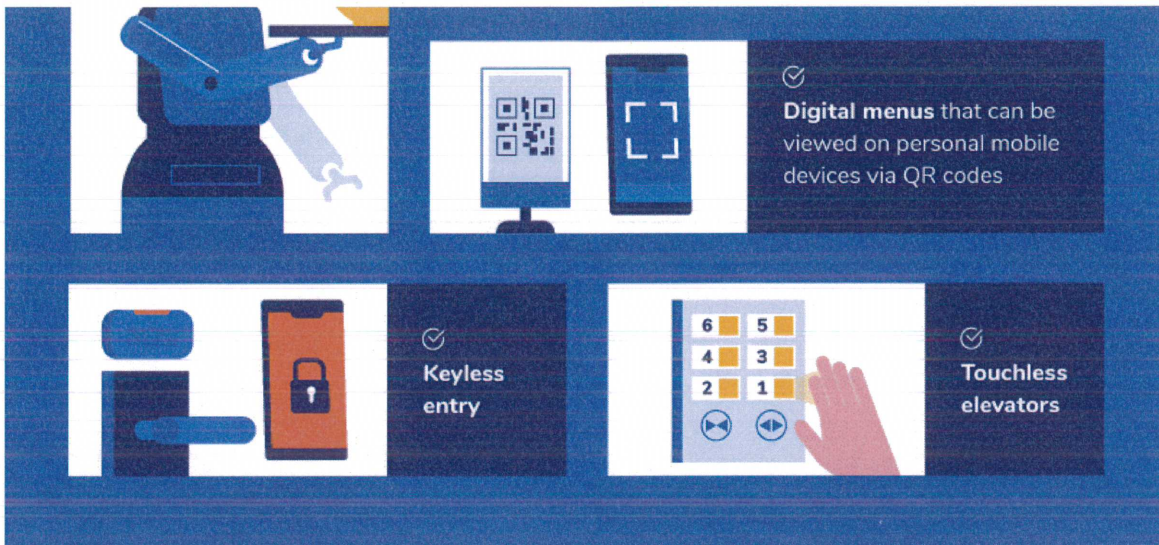 Digital menus that can be
viewed on personal mobile
devices via QR codes
Keyless
entry
6 5
4 3
2 1
Touchless
elevators